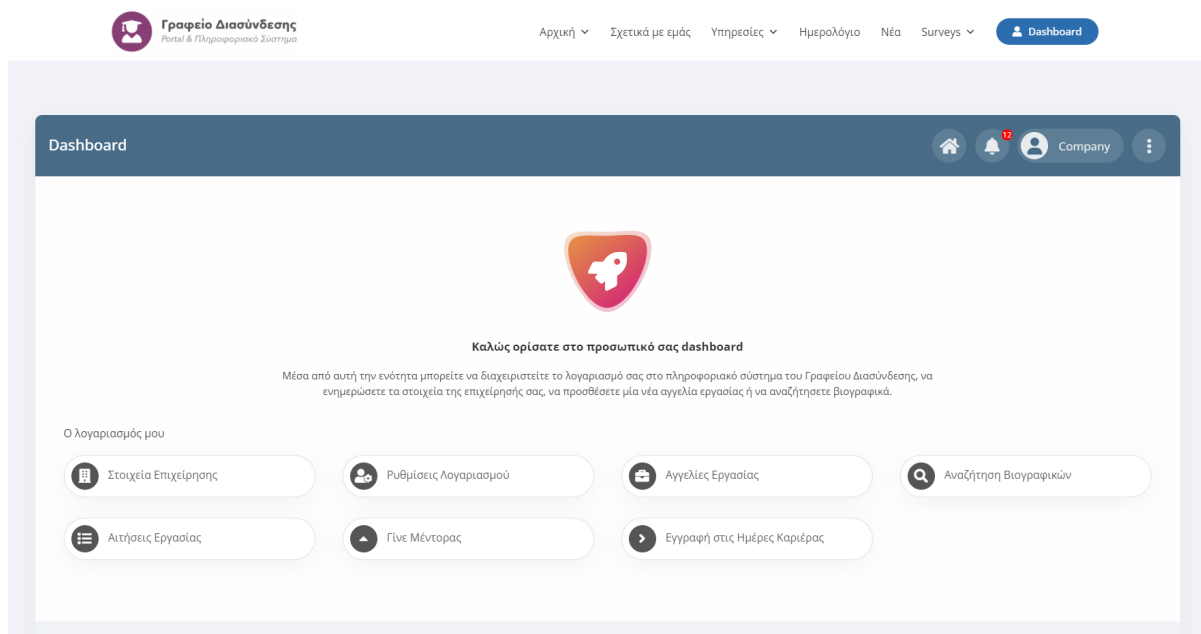 Γραφείο Διασύνδεσης
Portal & Πληροφοριακό Σύστημα
Αρχική Σχετικά με εμάς Υπηρεσίες Ημερολόγιο Νέα Surveys Dashboard
Dashboard 12 Company
Καλώς ορίσατε στο προσωπικό σας dashboard
Μέσα από αυτή την ενότητα μπορείτε να διαχειριστείτε το λογαριασμό σας στο πληροφοριακό σύστημα του Γραφείου Διασύνδεσης, να
ενημερώσετε τα στοιχεία της επιχείρησής σας, να προσθέσετε μία νέα αγγελία εργασίας ή να αναζητήσετε βιογραφικά.
Ο λογαριασμός μου
Στοιχεία Επιχείρησης Ρυθμίσεις Λογαριασμού Αγγελίες Εργασίας Αναζήτηση Βιογραφικών
Αιτήσεις Εργασίας Γίνε Μέντορας Εγγραφή στις Ημέρες Καριέρας